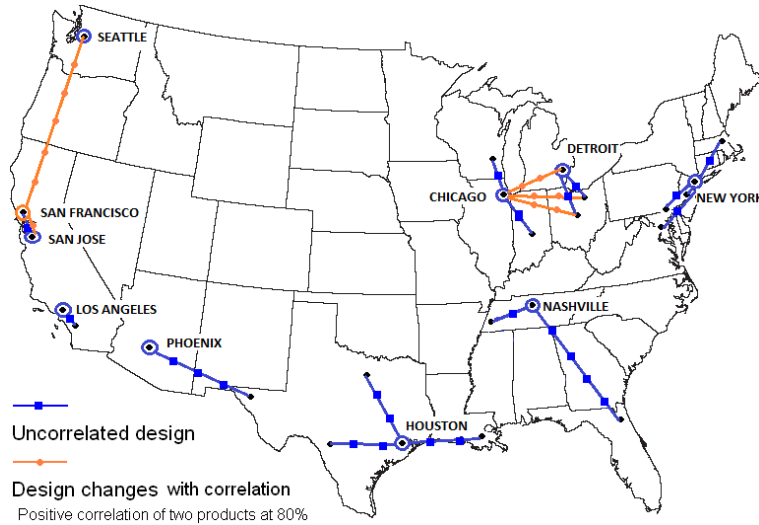 SEATTLE
DETROIT
CHICAGO
NEW YORK
SAN FRANCISCO
SAN JOSE
LOS ANGELES
NASHVILLE
PHOENIX
HOUSTON
Uncorrelated design
Design changes with correlation
Positive correlation of two products at 80%